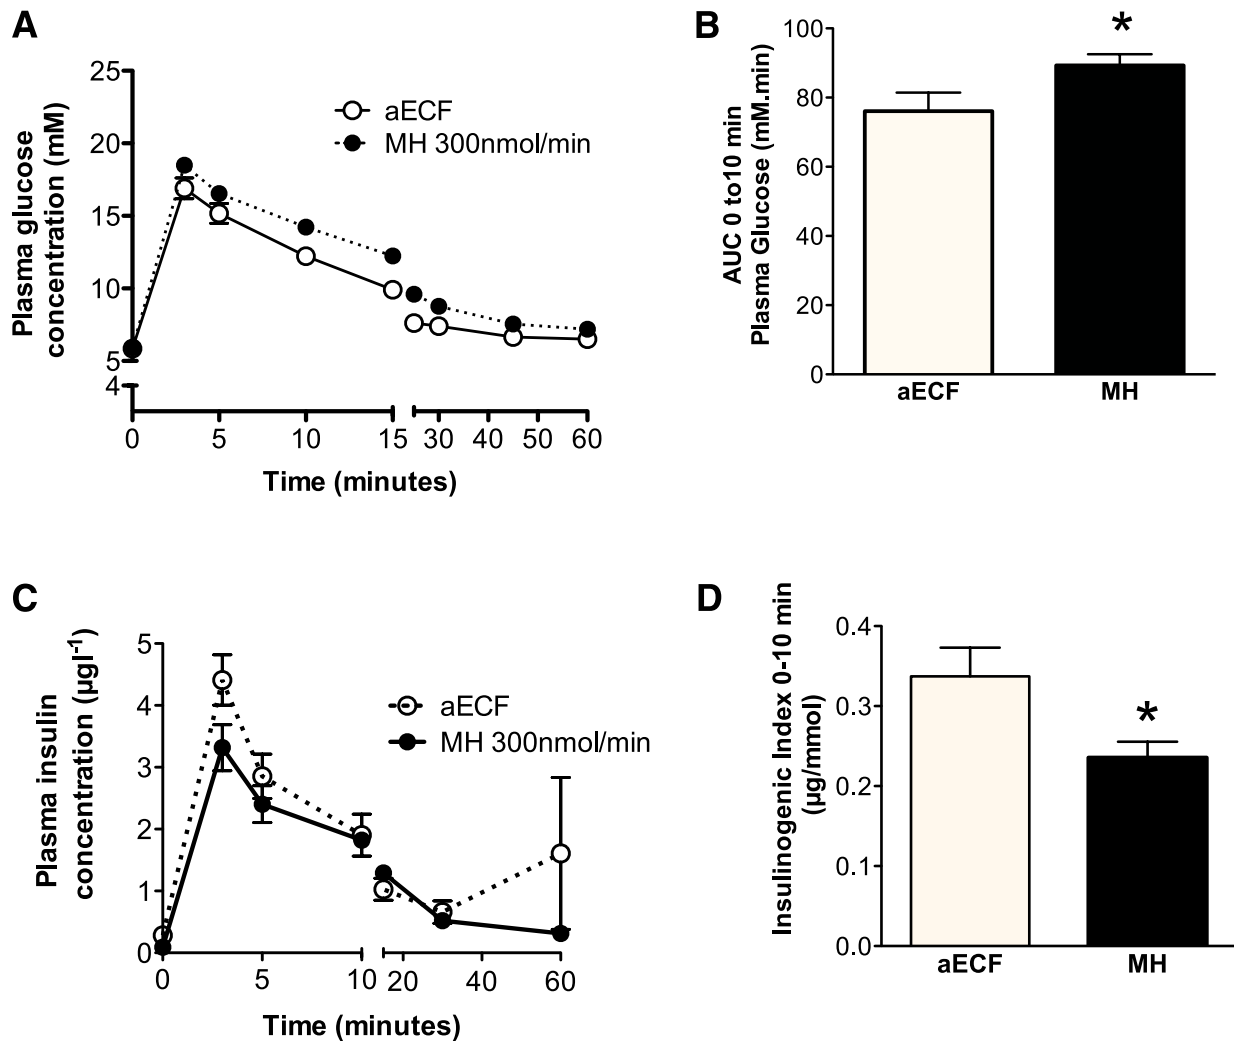 A
Plasma glucose
concentration (mM)
25
20
15
10
5
4
aECF
MH 300nmol/min
0 5 10 15 30 40 50 60
Time (minutes)
B
AUC 0 to10 min
Plasma Glucose (mM.min)
100
80
60
40
20
0
*
aECF MH
C
Plasma insulin
concentration (µgl⁻¹)
5
4
3
2
1
0
aECF
MH 300nmol/min
0 5 10 20 40 60
Time (minutes)
D
Insulinogenic Index 0-10 min
(µg/mmol)
0.4
0.3
0.2
0.1
0.0
*
aECF MH